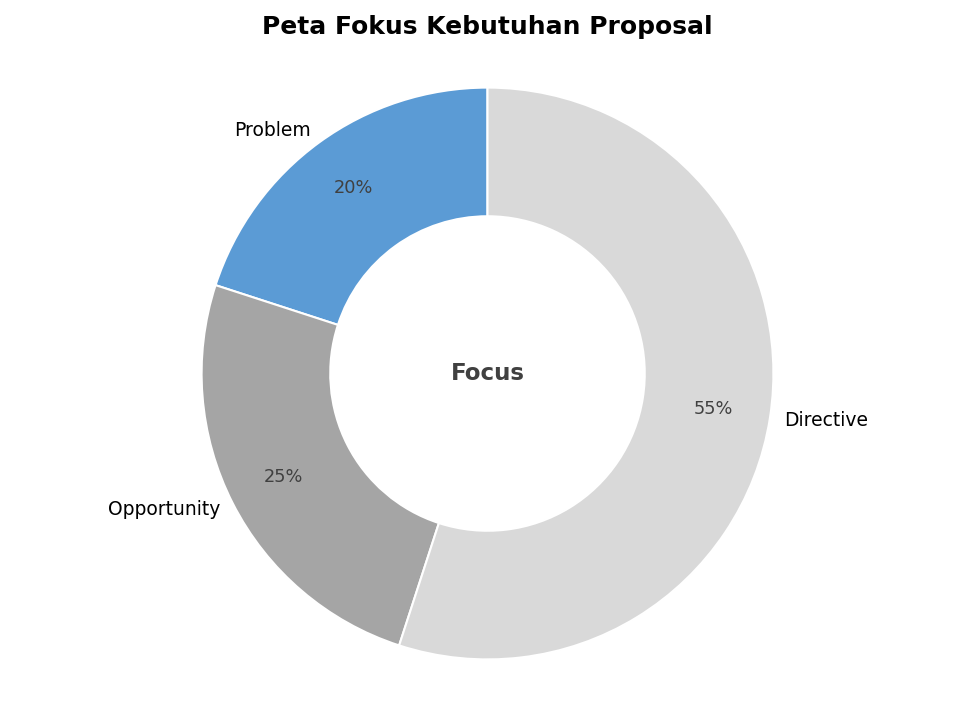 Peta Fokus Kebutuhan Proposal
Problem
20%
Focus
55%
Directive
25%
Opportunity